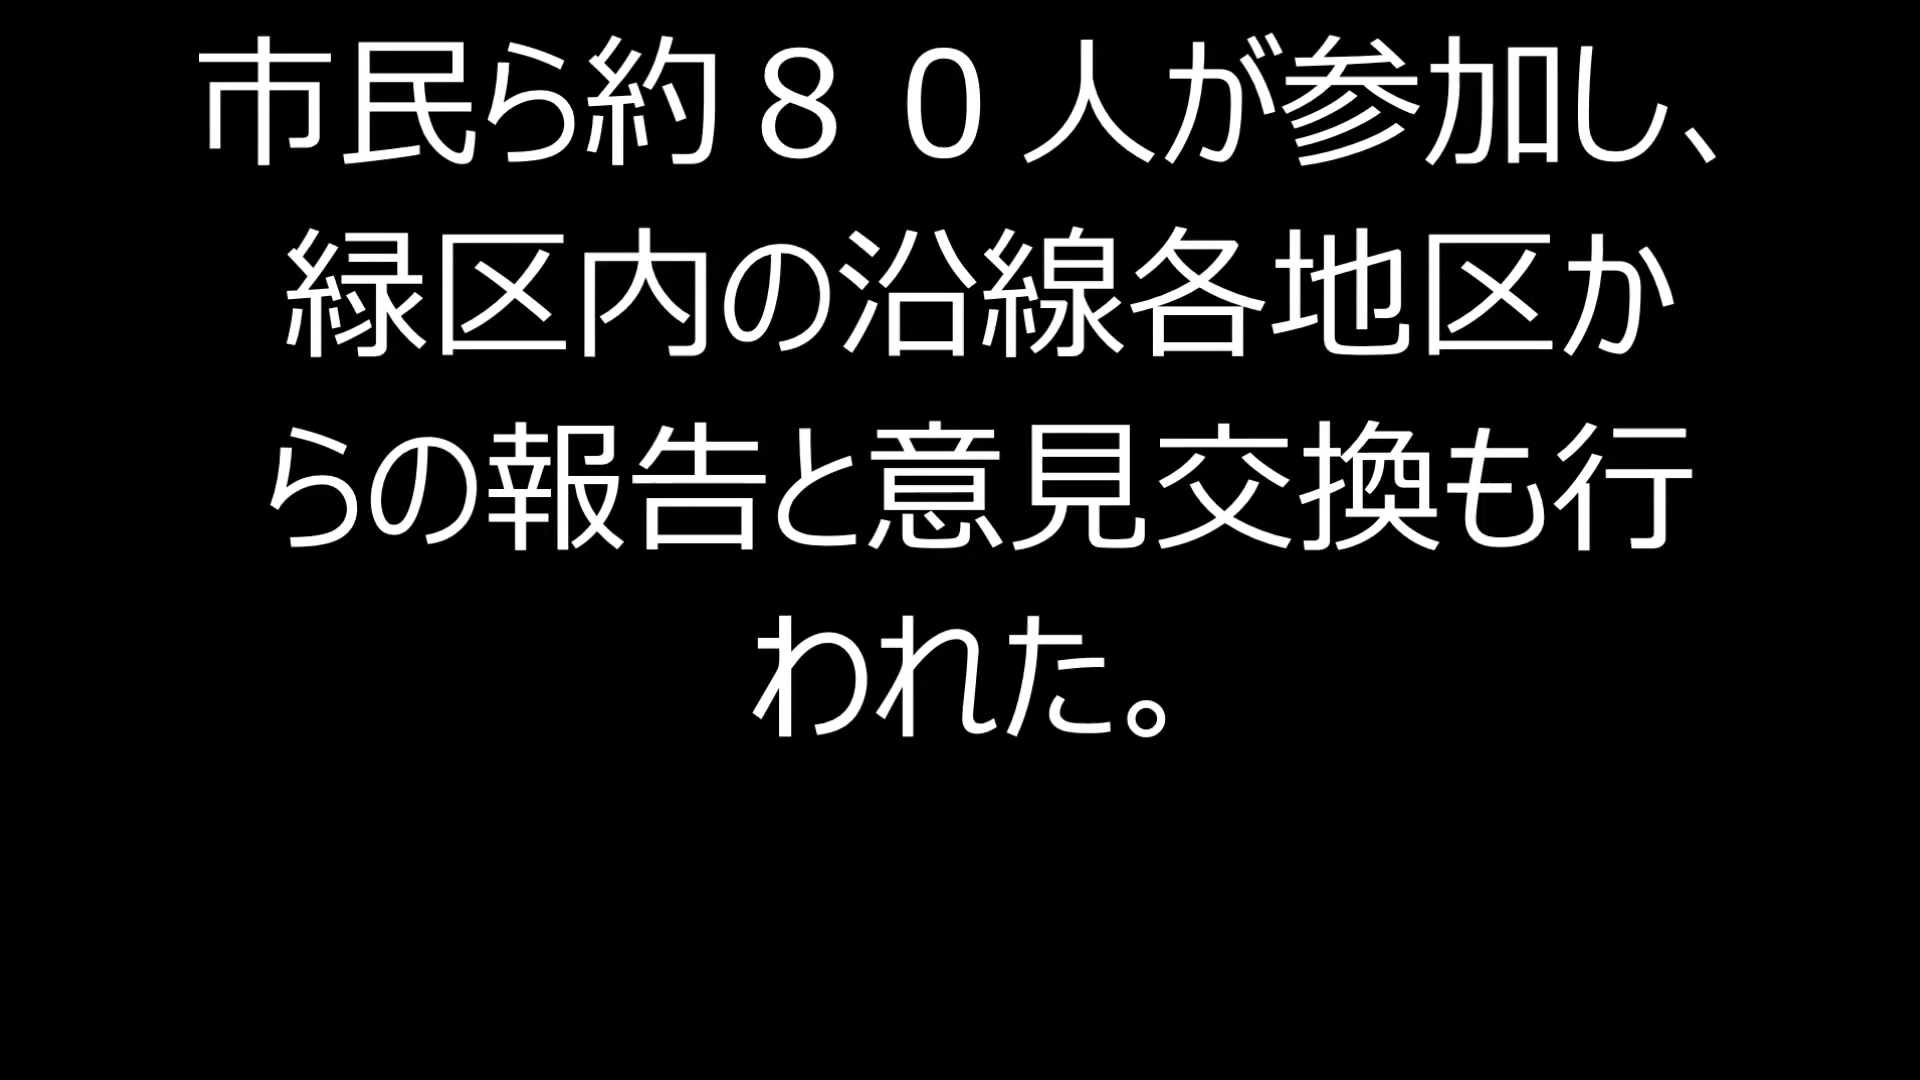 市民ら約８０人が参加し、
緑区内の沿線各地区か
らの報告と意見交換も行
われた。